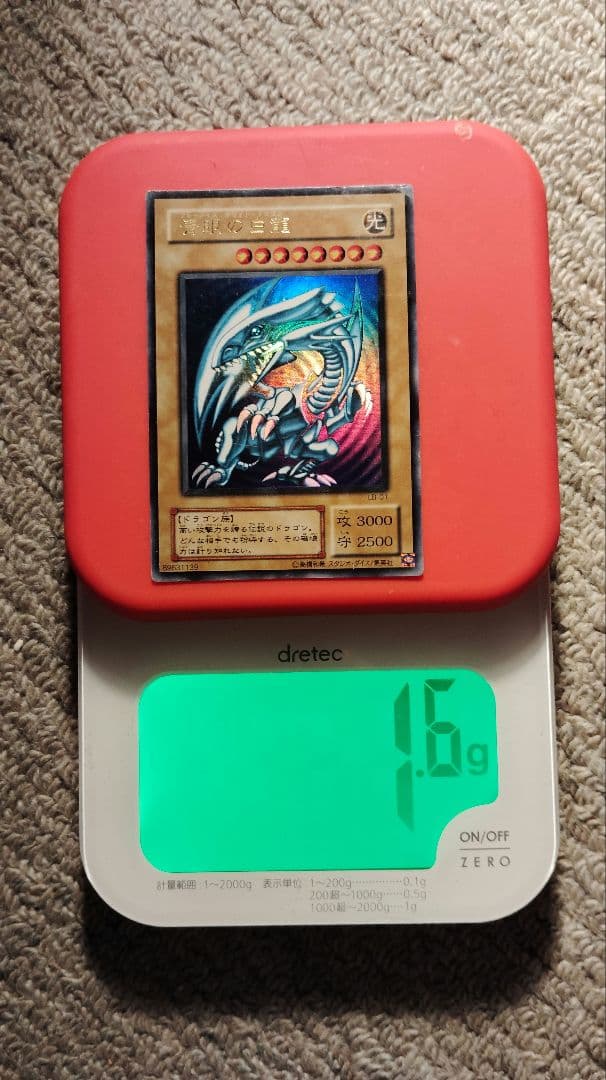 青眼の白龍
光
LB-01
【ドラゴン族】
高い攻撃力を誇る伝説のドラゴン。
どんな相手でも粉砕する、その破壊
力は計り知れない。
攻 3000
守 2500
89631139
©高橋和希 スタジオ・ダイス/集英社
dretec
1.6g
ON/OFF
ZERO
計量範囲 1〜2000g 表示単位 1〜200g……………0.1g
200超〜1000g……0.5g
1000超〜2000g…1g